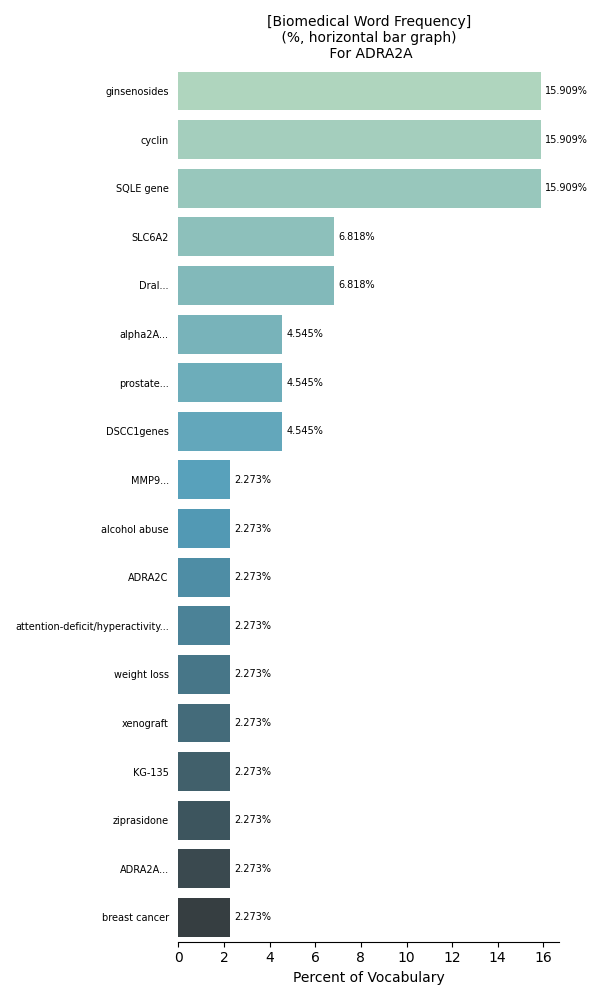 [Biomedical Word Frequency]
(%, horizontal bar graph)
For ADRA2A
ginsenosides 15.909%
cyclin 15.909%
SQLE gene 15.909%
SLC6A2 6.818%
Dral... 6.818%
alpha2A... 4.545%
prostate... 4.545%
DSCC1genes 4.545%
MMP9... 2.273%
alcohol abuse 2.273%
ADRA2C 2.273%
attention-deficit/hyperactivity... 2.273%
weight loss 2.273%
xenograft 2.273%
KG-135 2.273%
ziprasidone 2.273%
ADRA2A... 2.273%
breast cancer 2.273%
0 2 4 6 8 10 12 14 16
Percent of Vocabulary